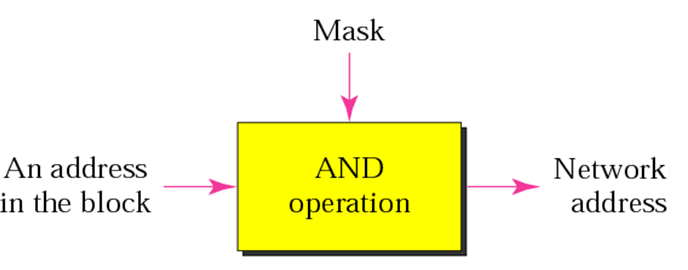 Mask
An address
in the block
AND
operation
Network
address